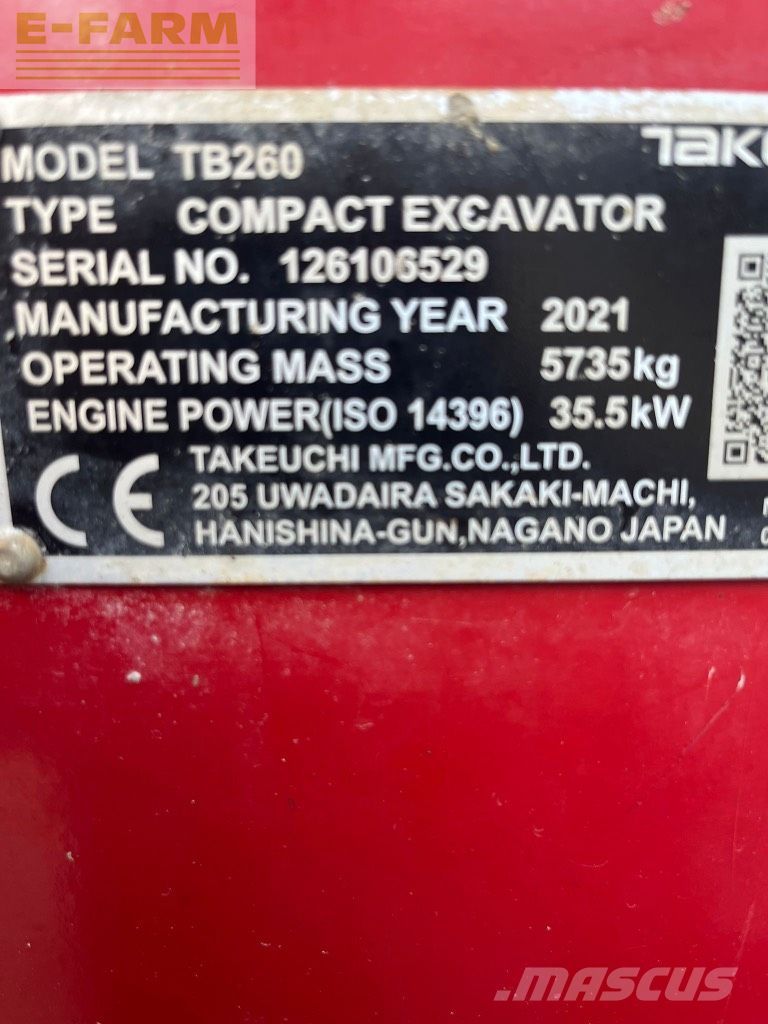 E-FARM
MODEL TB260
TYPE COMPACT EXCAVATOR
SERIAL NO. 126106529
MANUFACTURING YEAR 2021
OPERATING MASS 5735kg
ENGINE POWER(ISO 14396) 35.5kW
CE TAKEUCHI MFG.CO.,LTD.
205 UWADAIRA SAKAKI-MACHI,
HANISHINA-GUN,NAGANO JAPAN
MASCUS